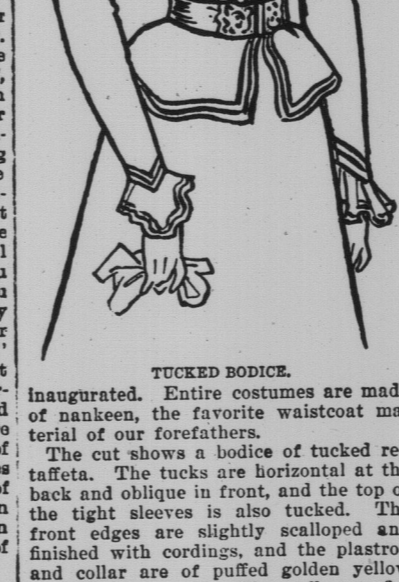 TUCKED BODICE.
inaugurated. Entire costumes are mad
of nankeen, the favorite waistcoat ma
terial of our forefathers.
The cut shows a bodice of tucked re
taffeta. The tucks are horizontal at th
back and oblique in front, and the top o
the tight sleeves is also tucked. Th
front edges are slightly scalloped an
finished with cordings, and the plastro
and collar are of puffed golden yellov